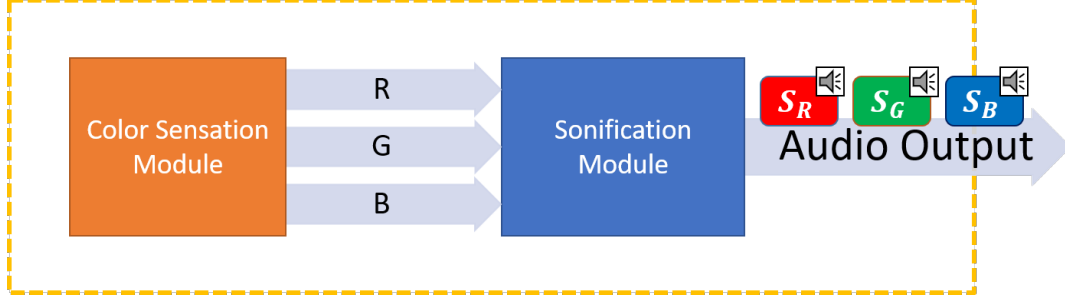 Color Sensation
Module
R
G
B
Sonification
Module
S_R
S_G
S_B
Audio Output